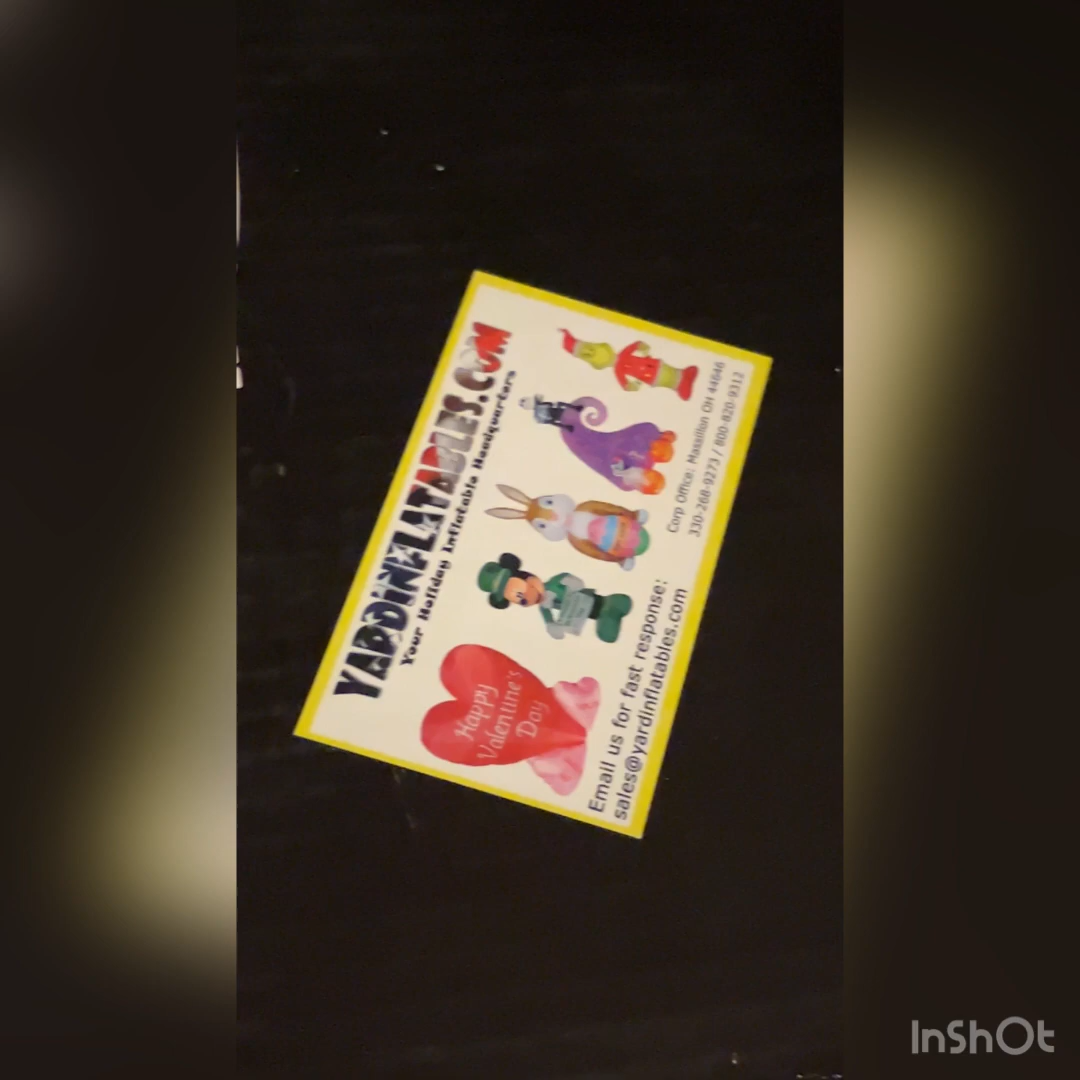 YARDINFLATABLES.COM
Your Holiday Inflatable Headquarters
Happy
Valentine's
Day
Email us for fast response:
sales@yardinflatables.com
Corp Office: Massillon OH 44646
330-268-9273 / 800-820-9312
InShOt